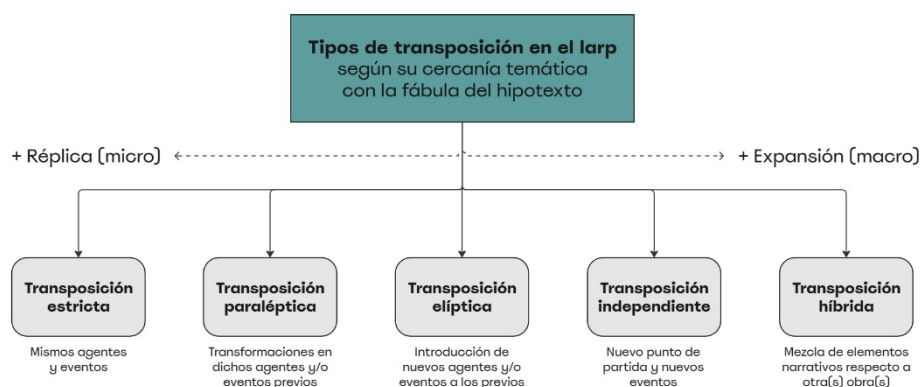 Tipos de transposición en el larp
según su cercanía temática
con la fábula del hipotexto
+ Réplica (micro)
+ Expansión (macro)
Transposición
estricta
Transposición
paraléptica
Transposición
elíptica
Transposición
independiente
Transposición
híbrida
Mismos agentes
y eventos
Transformaciones en
dichos agentes y/o
eventos previos
Introducción de
nuevos agentes y/o
eventos a los previos
Nuevo punto de
partida y nuevos
eventos
Mezcla de elementos
narrativos respecto a
otra(s) obra(s)